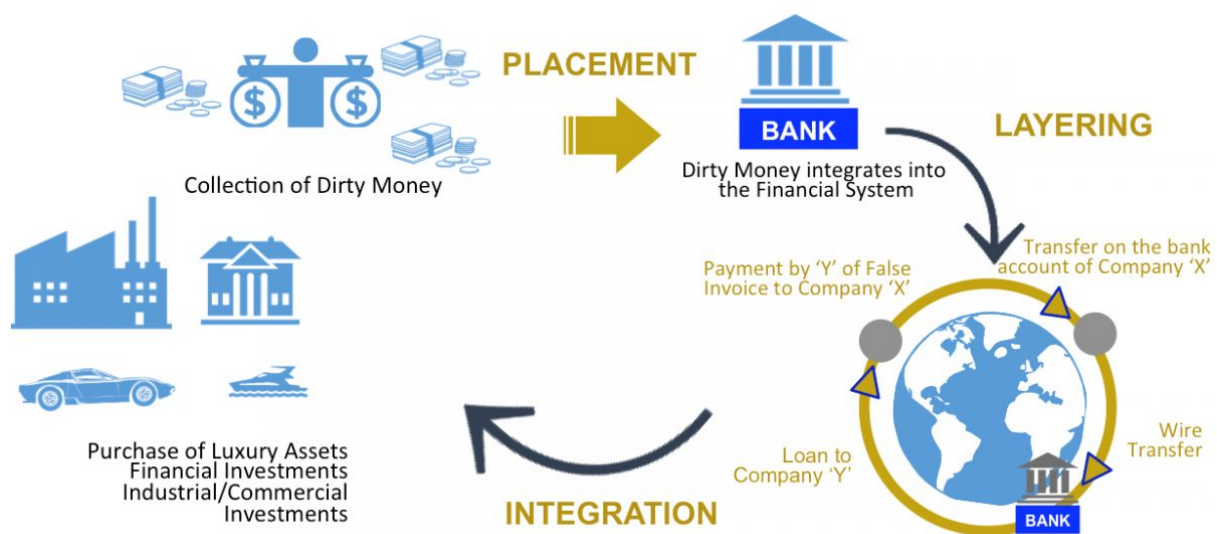 PLACEMENT
BANK
LAYERING
$ $
Collection of Dirty Money
Dirty Money integrates into
the Financial System
Transfer on the bank
account of Company ‘X’
Payment by ‘Y’ of False
Invoice to Company ‘X’
Wire
Transfer
Loan to
Company ‘Y’
BANK
Purchase of Luxury Assets
Financial Investments
Industrial/Commercial
Investments
INTEGRATION